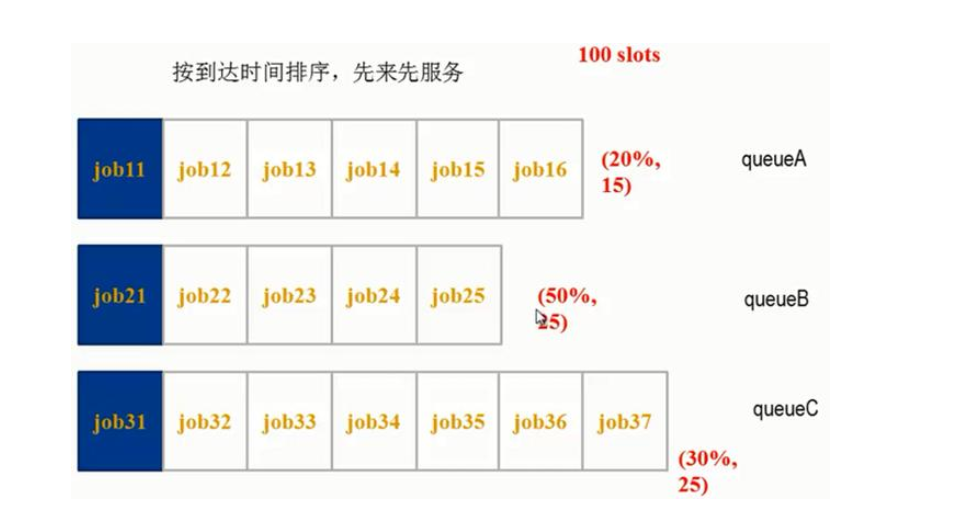 100 slots
按到达时间排序，先来先服务
job11 job12 job13 job14 job15 job16
(20%,
15)
queueA
job21 job22 job23 job24 job25
(50%,
25)
queueB
job31 job32 job33 job34 job35 job36 job37
queueC
(30%,
25)